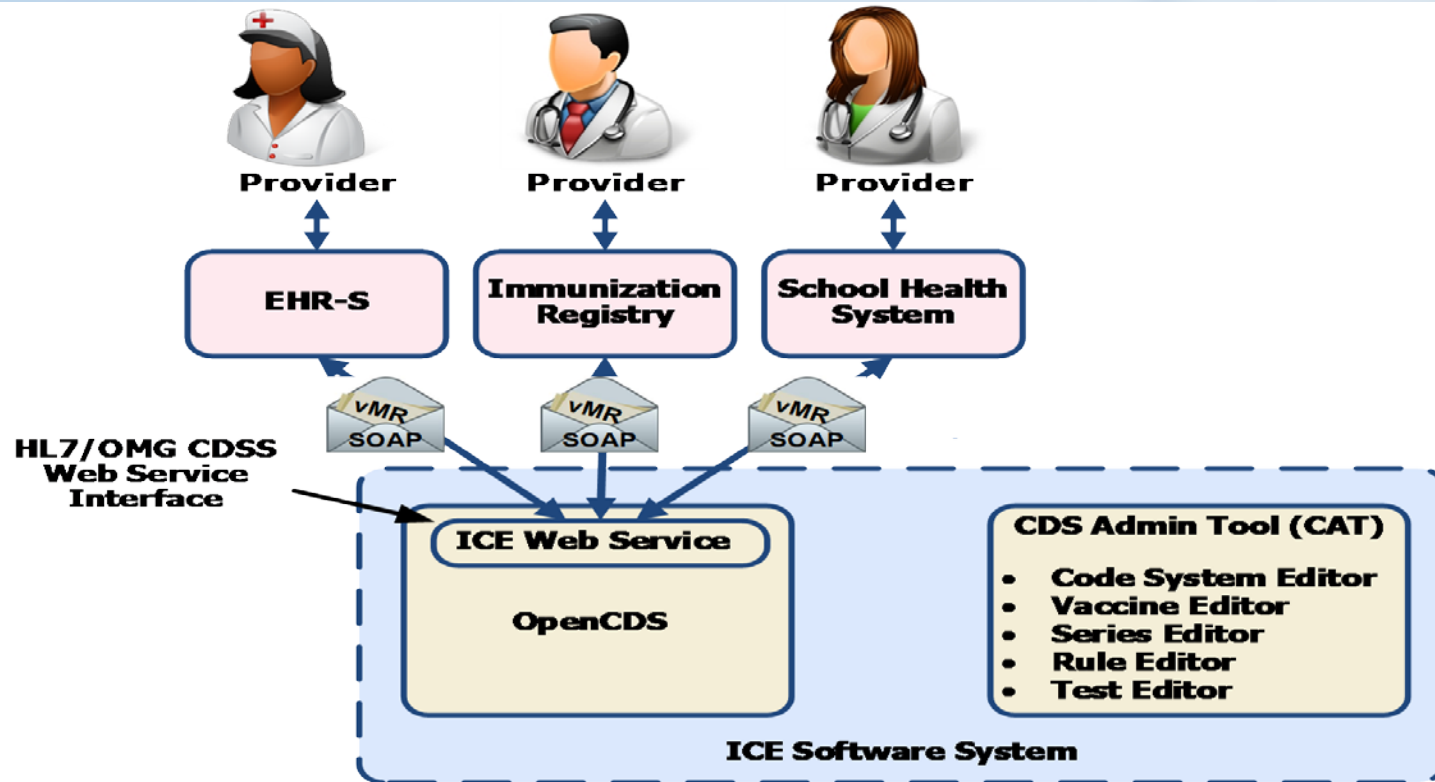 Provider
Provider
Provider
EHR-S
Immunization
Registry
School Health
System
vMR
SOAP
vMR
SOAP
vMR
SOAP
HL7/OMG CDSS
Web Service
Interface
ICE Web Service
OpenCDS
CDS Admin Tool (CAT)
• Code System Editor
• Vaccine Editor
• Series Editor
• Rule Editor
• Test Editor
ICE Software System